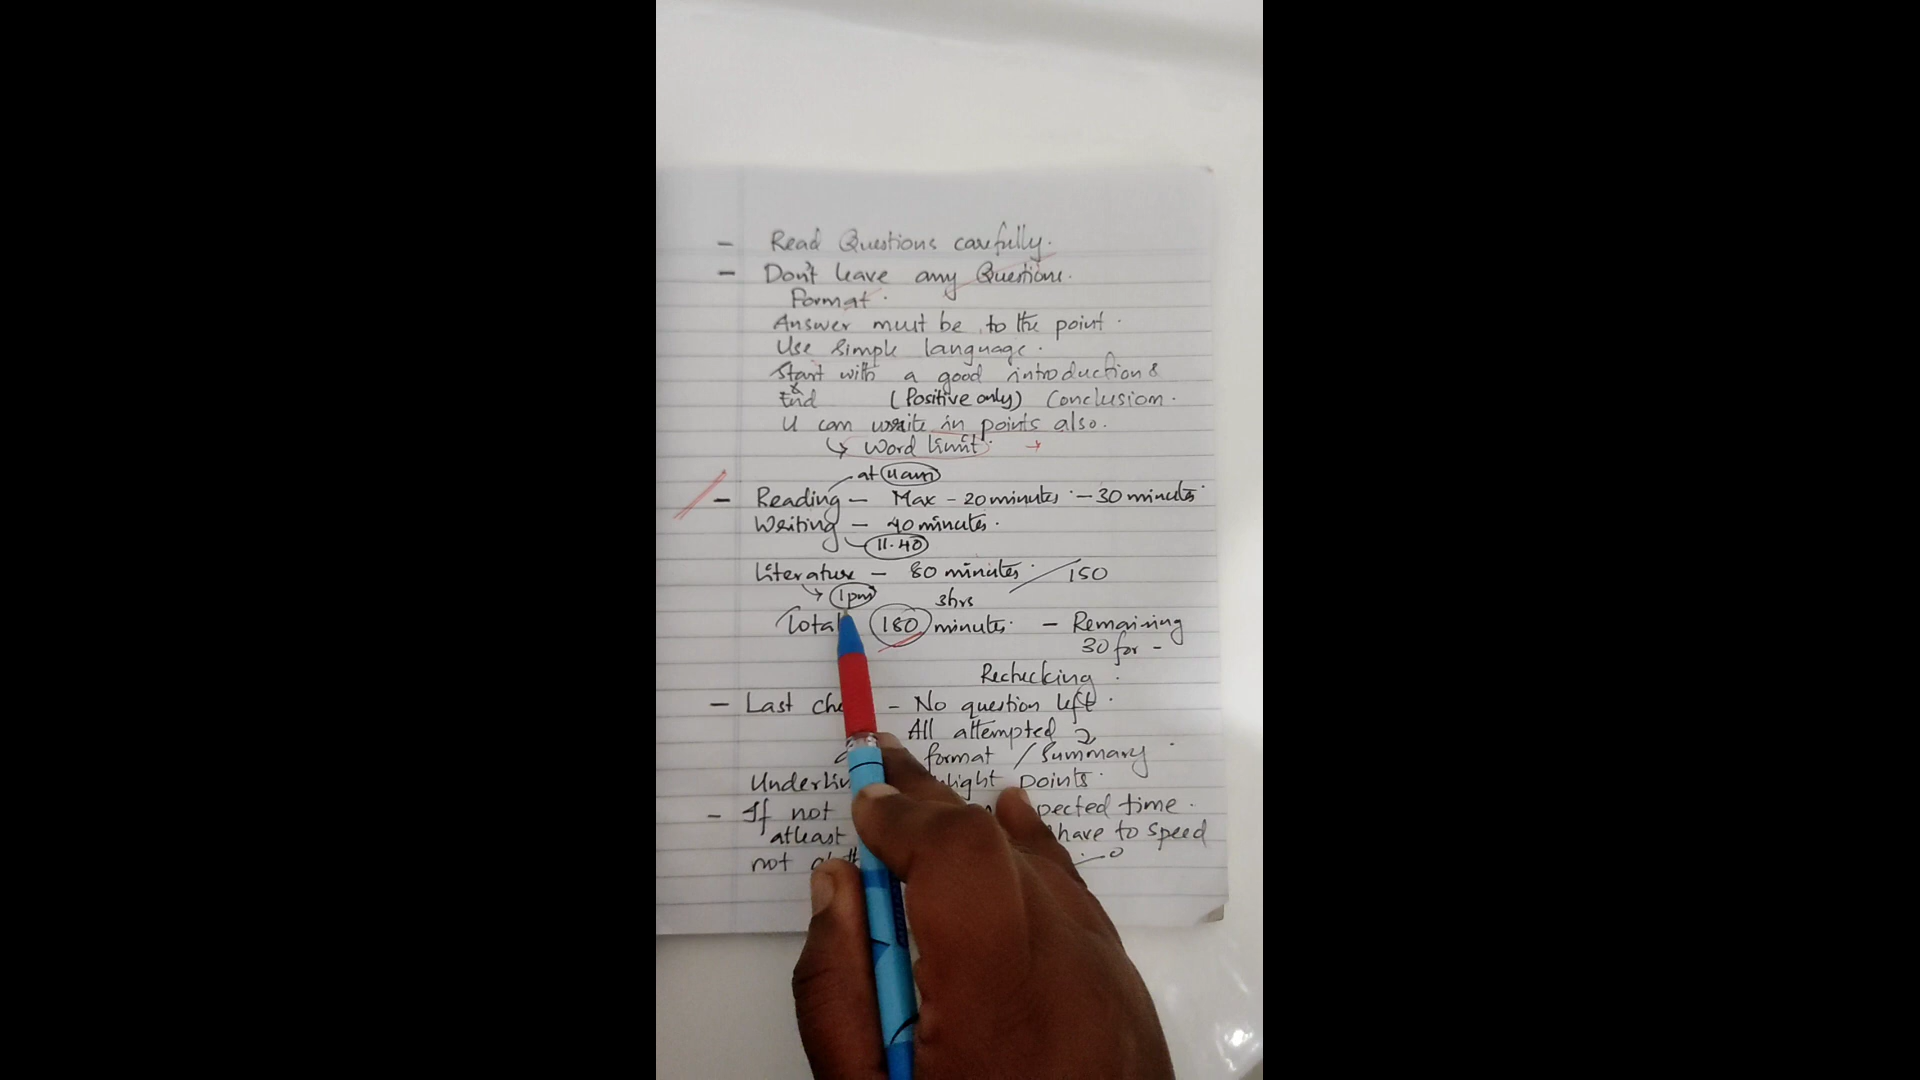 - Read Questions carefully.
- Don't leave any Questions.
Format.
Answer must be to the point.
Use simple language.
Start with a good introduction &
&
End (Positive only) Conclusion.
U can write in points also.
↳ Word limit. →
at 11am
- Reading - Max - 20 minutes - 30 minutes
Writing - 40 minutes.
11.40
Literature - 80 minutes / 150
→ 1pm 3hrs
Total 180 minutes. - Remaining
30 for -
Rechecking.
- Last - No question left.
All attempted
format / Summary
points.
- If not time.
atleast have to speed
not